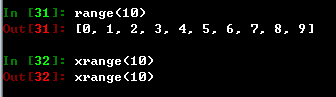 In [31]: range(10)
Out[31]: [0, 1, 2, 3, 4, 5, 6, 7, 8, 9]
In [32]: xrange(10)
Out[32]: xrange(10)